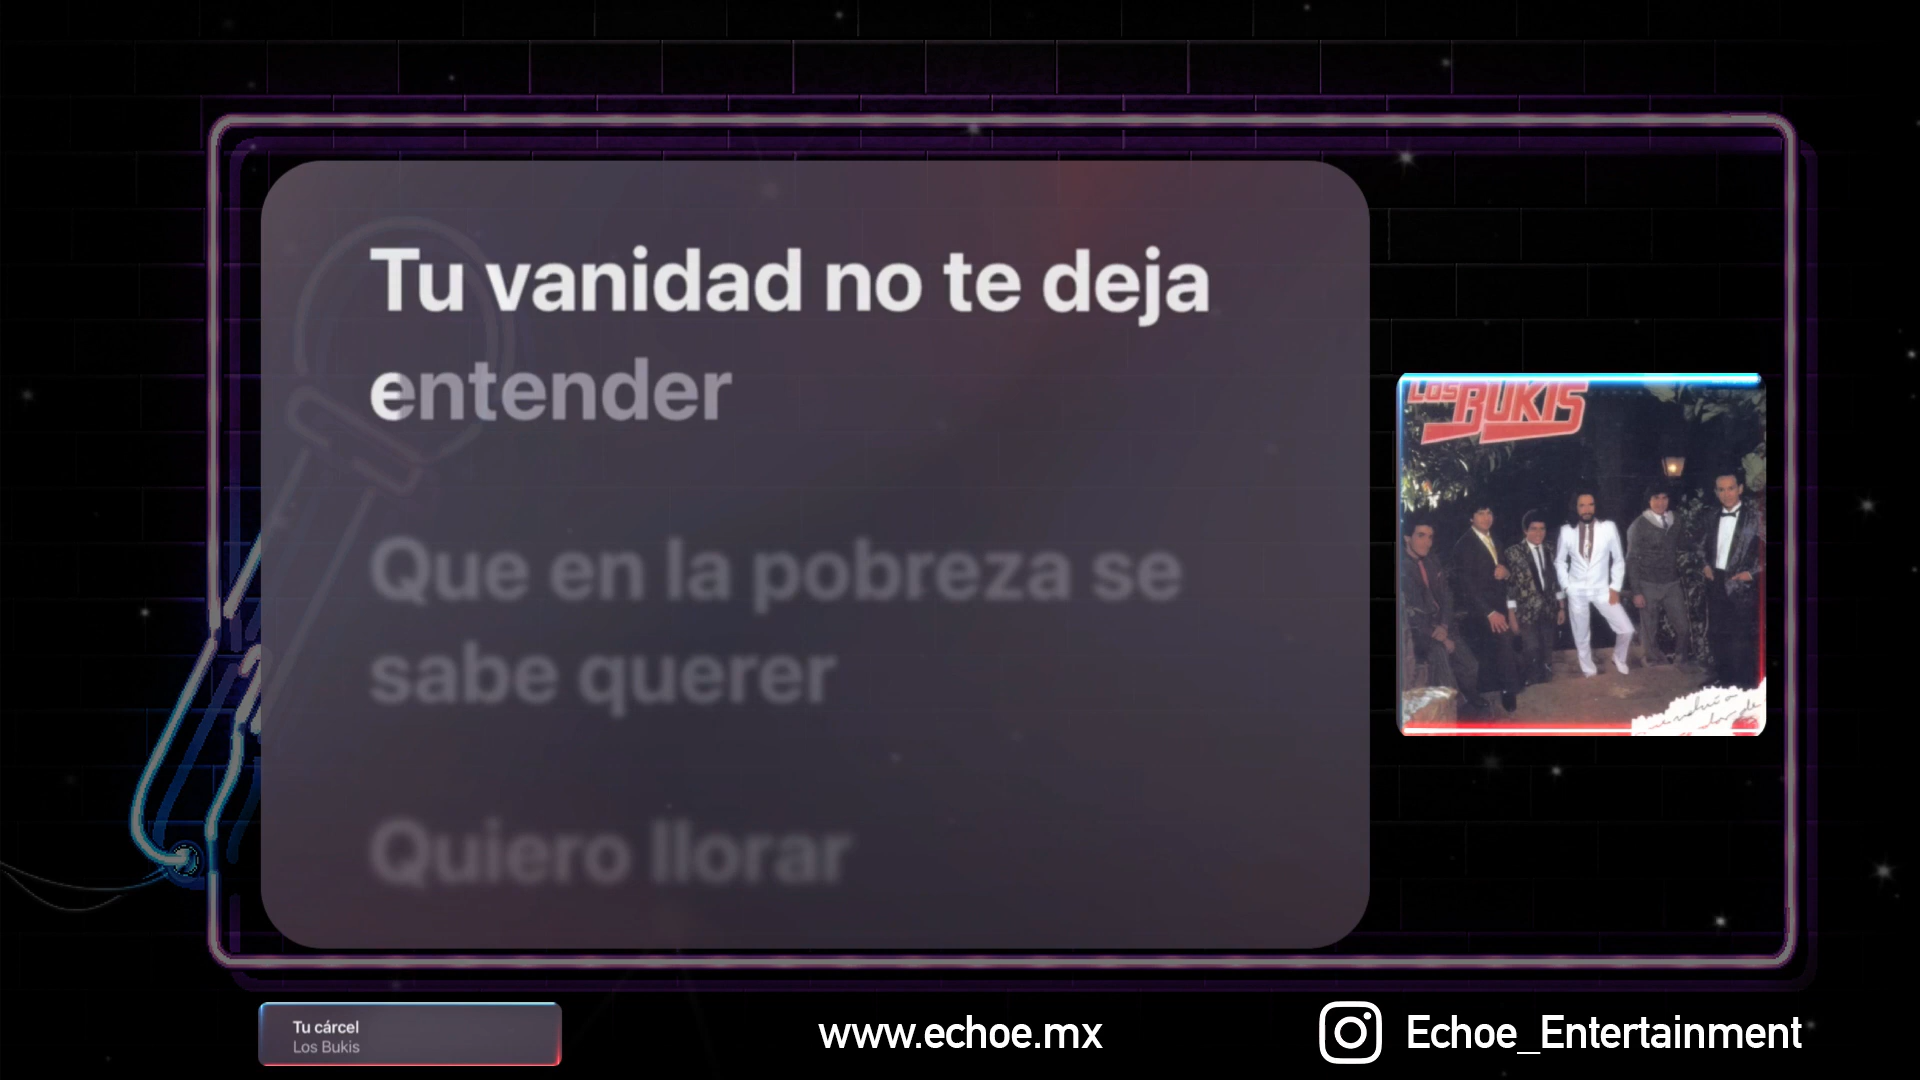 Tu vanidad no te deja
entender
Que en la pobreza se
sabe querer
Quiero llorar
LOS BUKIS
Tu cárcel
Los Bukis
www.echoe.mx
Echoe_Entertainment